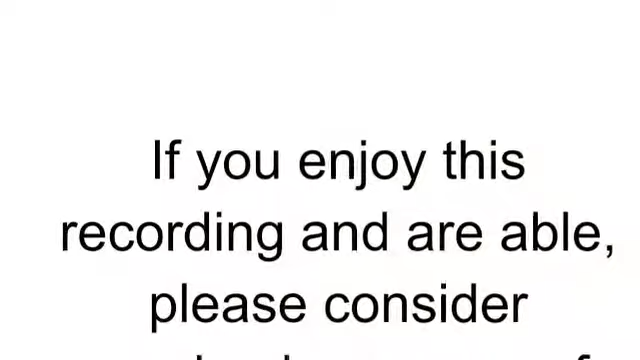 If you enjoy this
recording and are able,
please consider